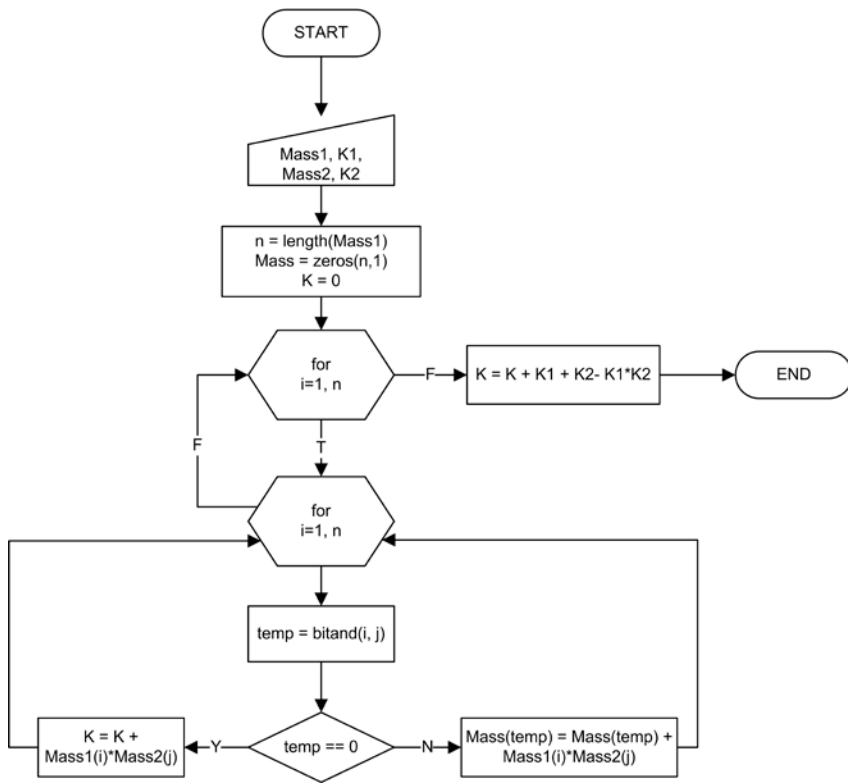 START
Mass1, K1,
Mass2, K2
n = length(Mass1)
Mass = zeros(n,1)
K = 0
for
i=1, n
F
K = K + K1 + K2- K1*K2
END
F
T
for
i=1, n
temp = bitand(i, j)
K = K +
Mass1(i)*Mass2(j)
Y
temp == 0
N
Mass(temp) = Mass(temp) +
Mass1(i)*Mass2(j)